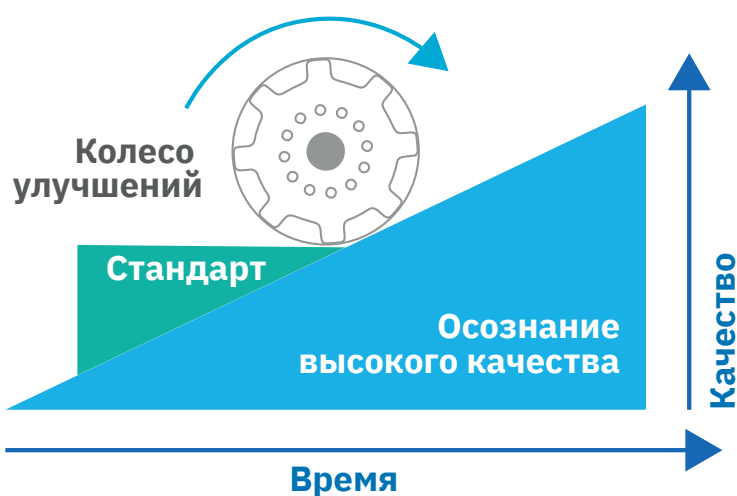 Колесо
улучшений
Стандарт
Осознание
высокого качества
Качество
Время